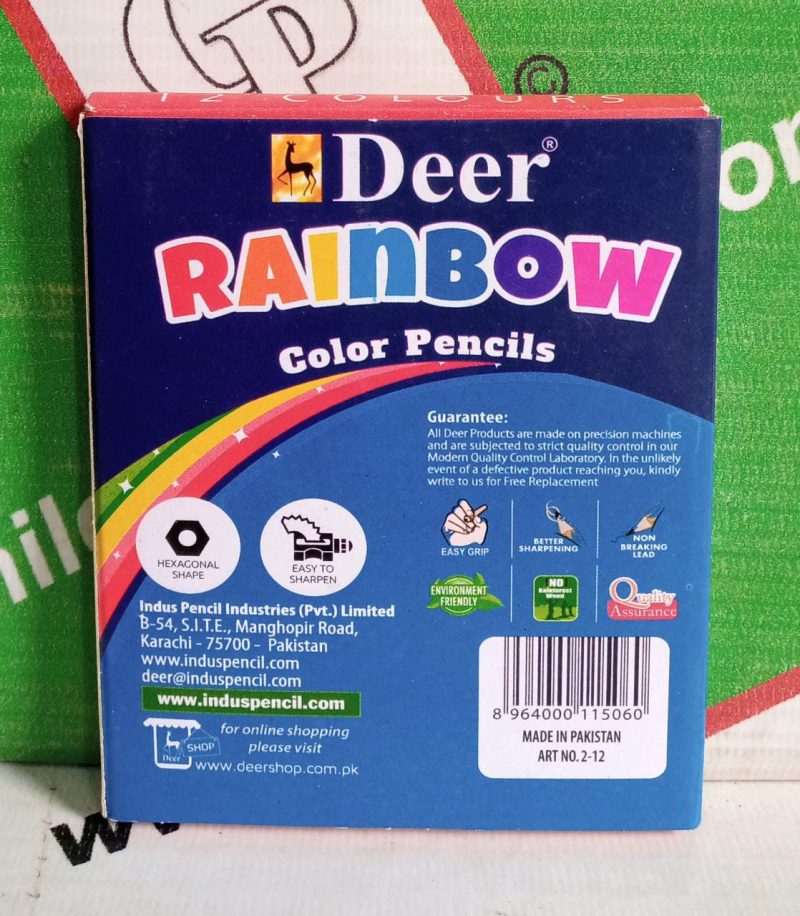 CP
©
12 COLOURS
Deer®
RAINBOW
Color Pencils
Guarantee:
All Deer Products are made on precision machines
and are subjected to strict quality control in our
Modern Quality Control Laboratory. In the unlikely
event of a defective product reaching you, kindly
write to us for Free Replacement
HEXAGONAL
SHAPE
EASY TO
SHARPEN
EASY GRIP
BETTER
SHARPENING
NON
BREAKING
LEAD
ENVIRONMENT
FRIENDLY
NO
Rainforest
Wood
Quality
Assurance
Indus Pencil Industries (Pvt.) Limited
B-54, S.I.T.E., Manghopir Road,
Karachi - 75700 - Pakistan
www.induspencil.com
deer@induspencil.com
www.induspencil.com
Deer
SHOP
for online shopping
please visit
www.deershop.com.pk
8 964000 115060
MADE IN PAKISTAN
ART NO. 2-12